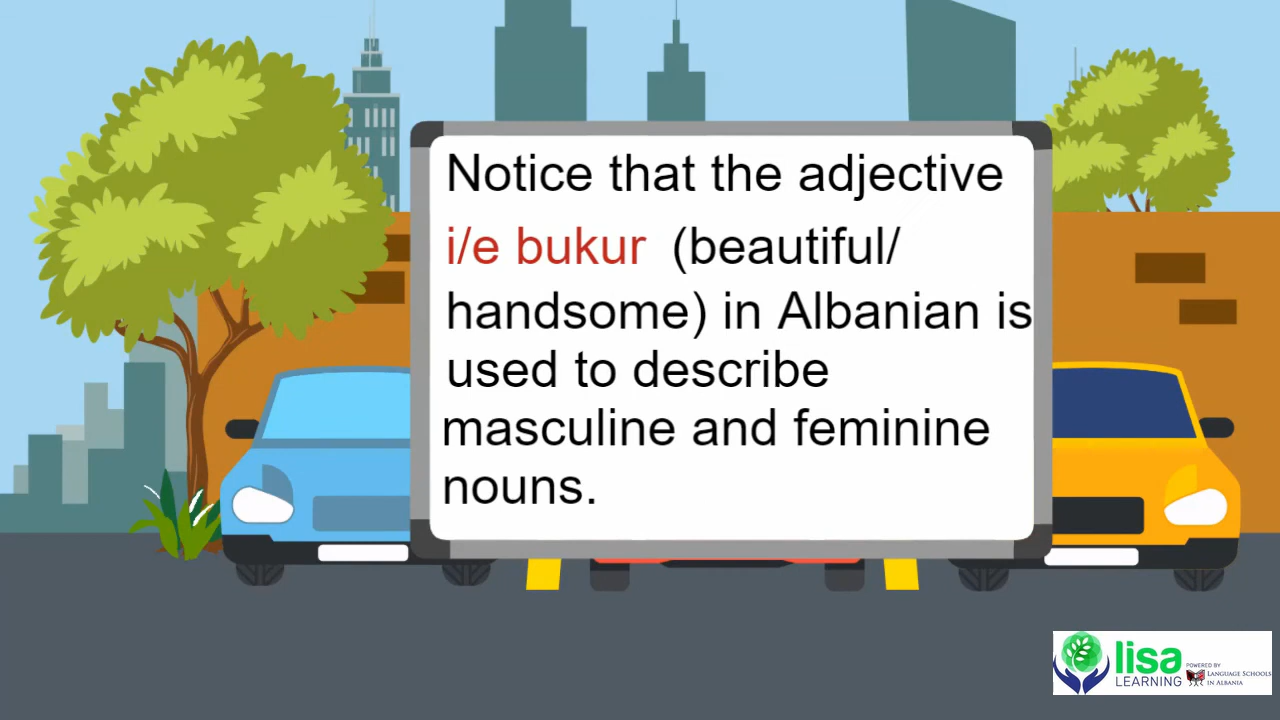 Notice that the adjective
i/e bukur (beautiful/
handsome) in Albanian is
used to describe
masculine and feminine
nouns.
lisa
LEARNING
POWERED BY
LANGUAGE SCHOOLS
IN ALBANIA